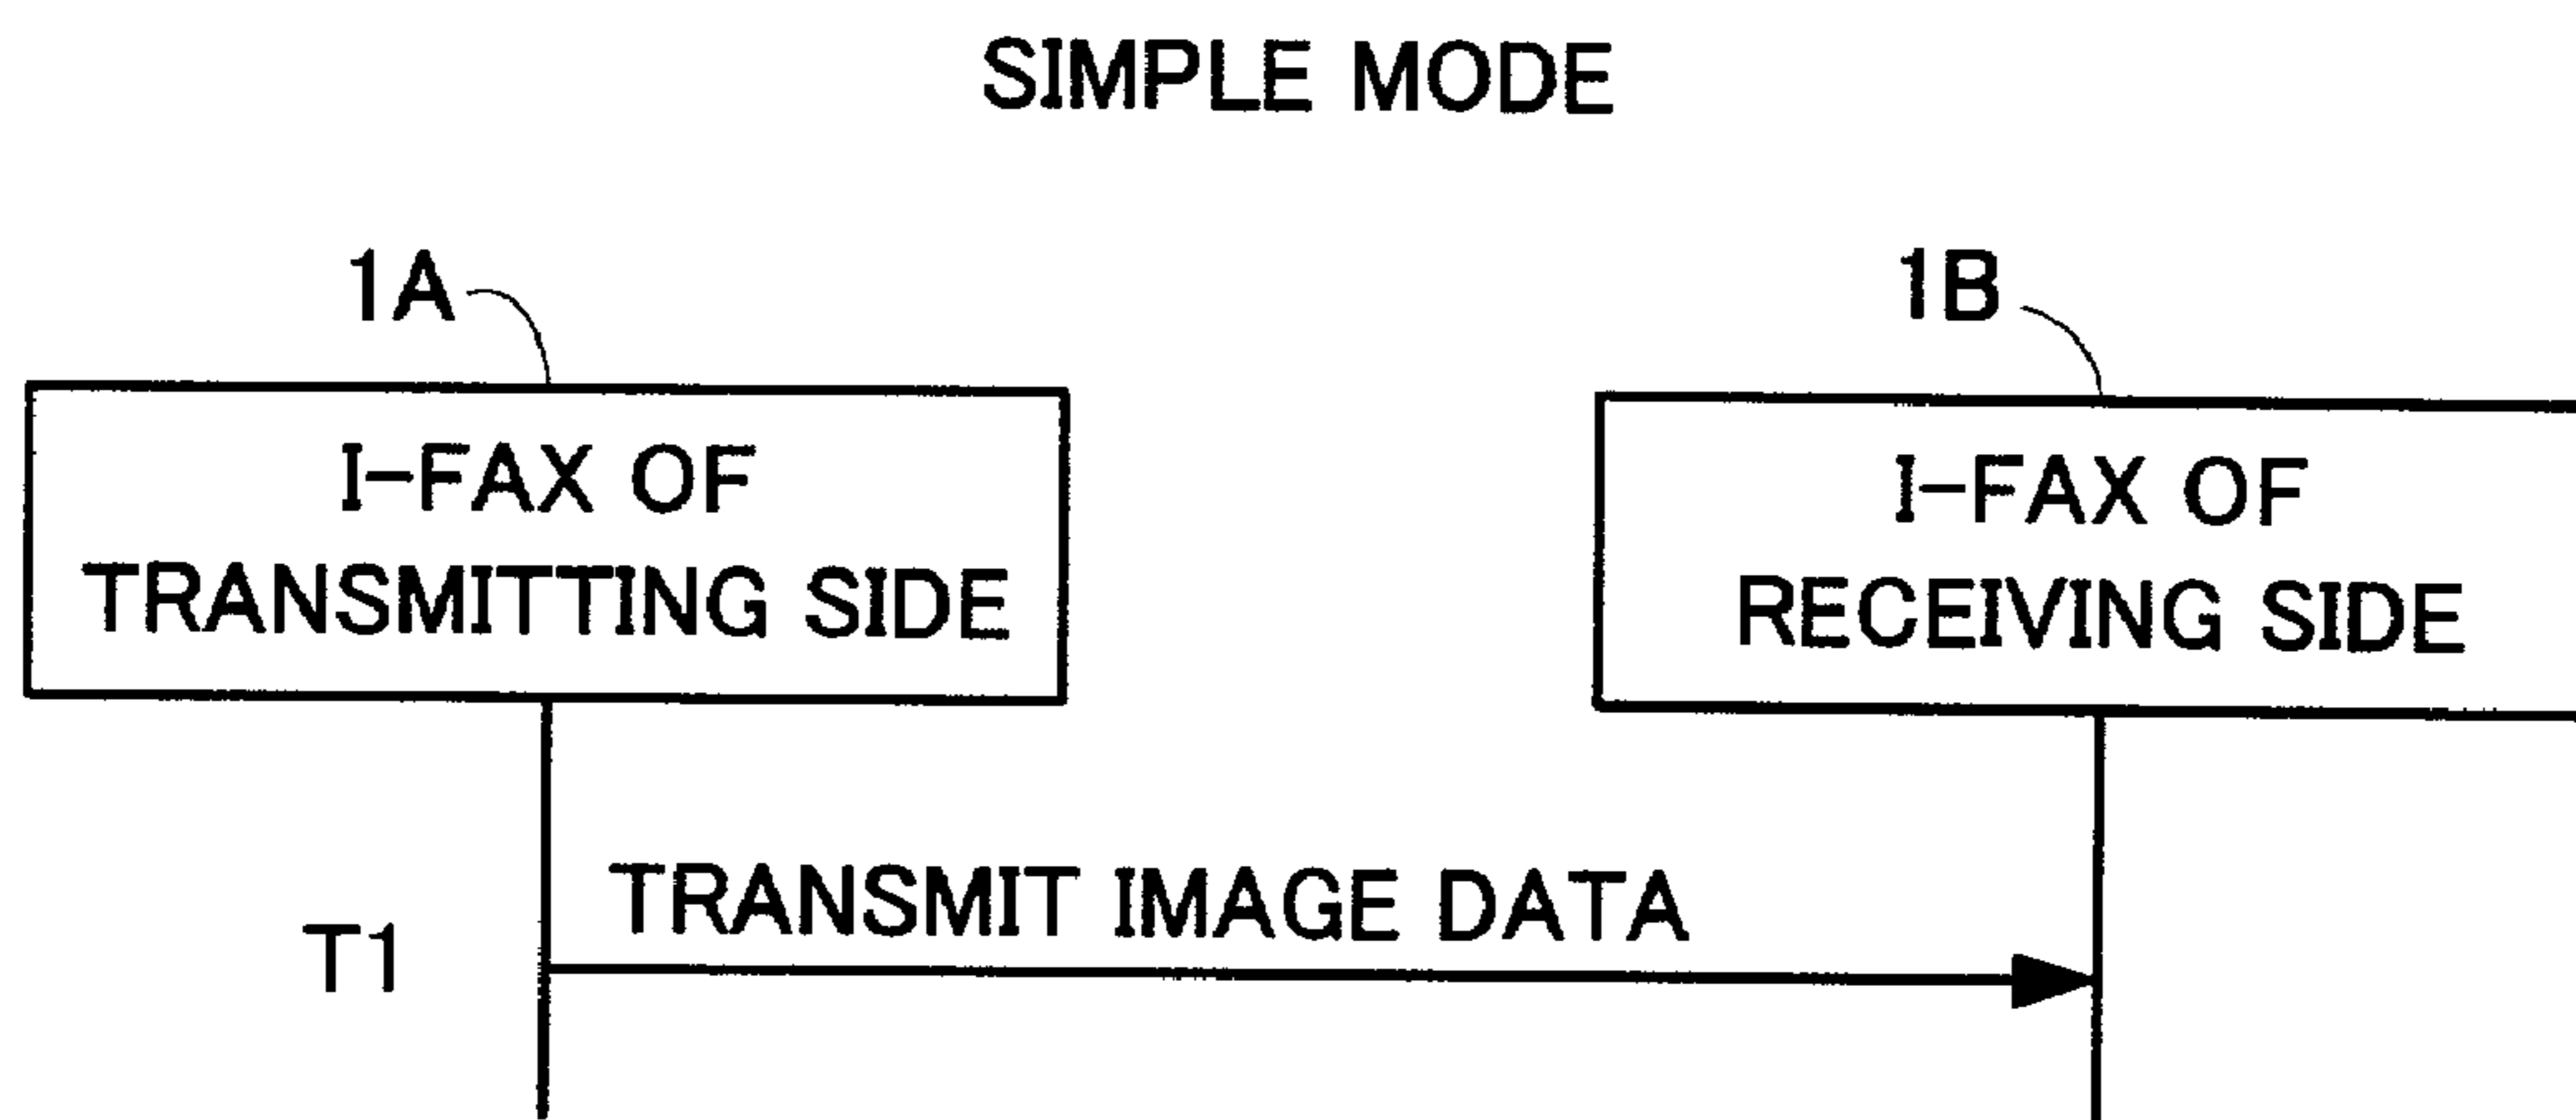 SIMPLE MODE
1A
1B
I-FAX OF
TRANSMITTING SIDE
I-FAX OF
RECEIVING SIDE
TRANSMIT IMAGE DATA
T1